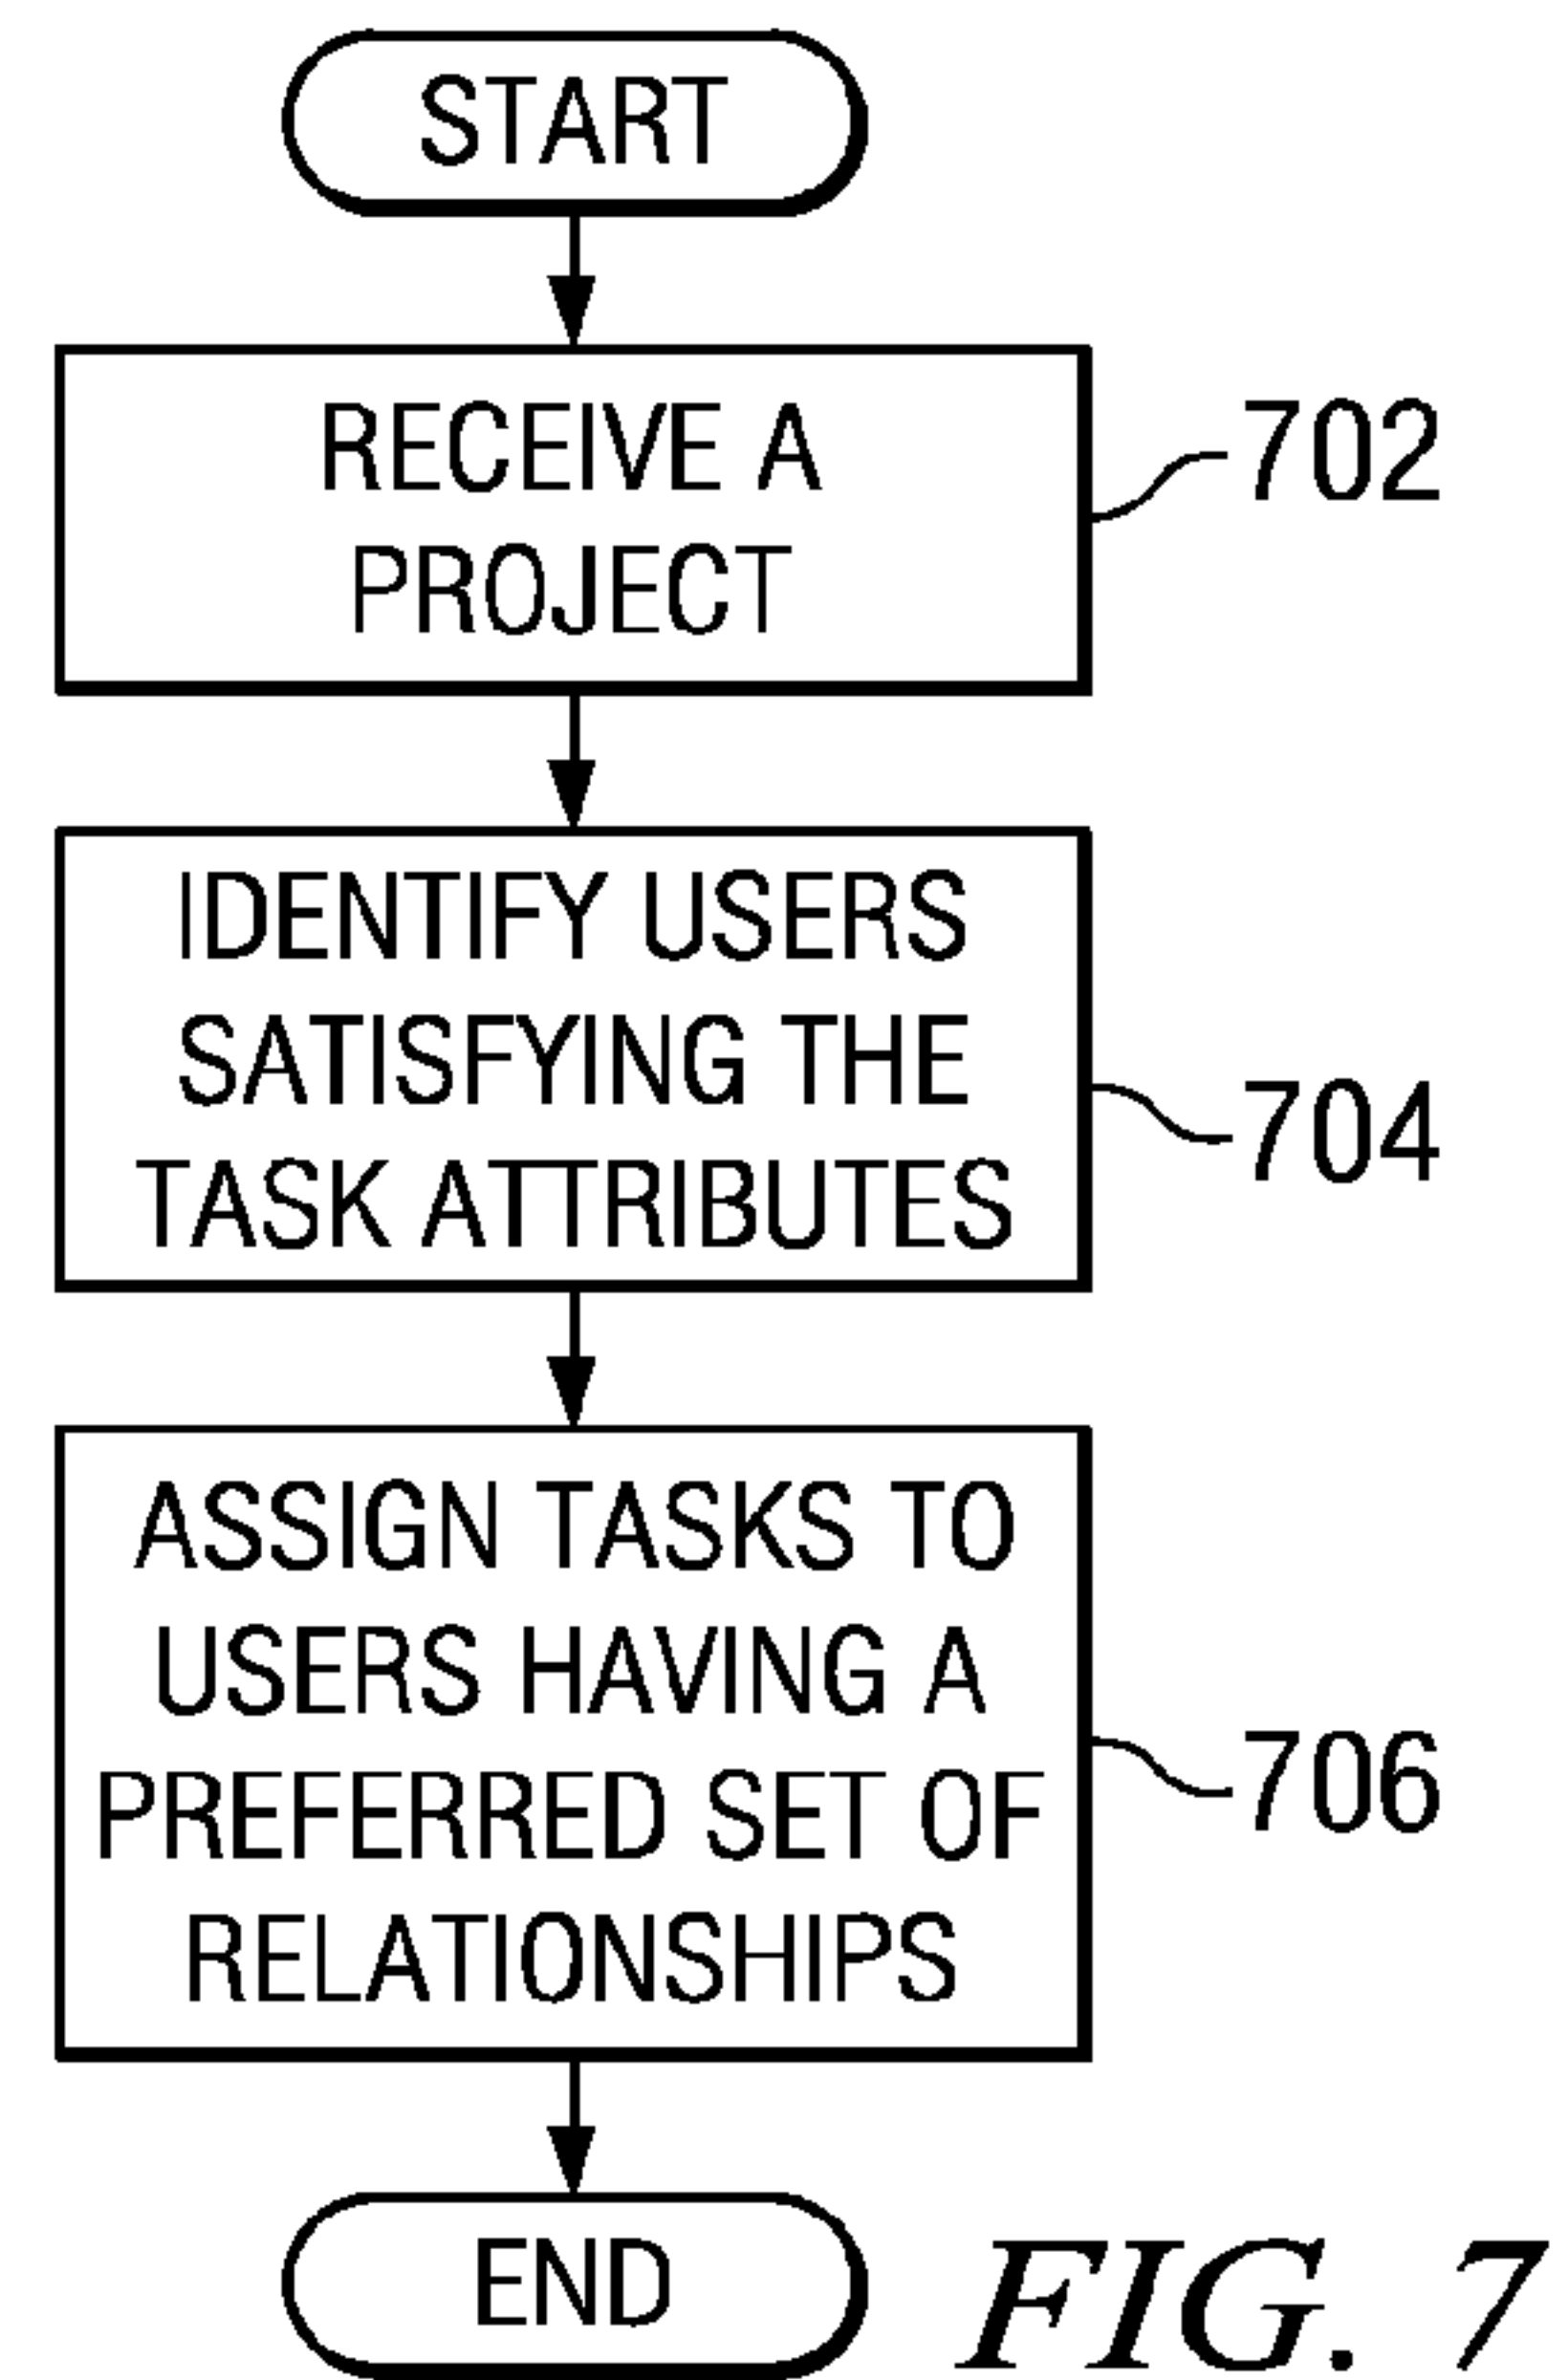 START
RECEIVE A
PROJECT
702
IDENTIFY USERS
SATISFYING THE
TASK ATTRIBUTES
704
ASSIGN TASKS TO
USERS HAVING A
PREFERRED SET OF
RELATIONSHIPS
706
END
FIG. 7